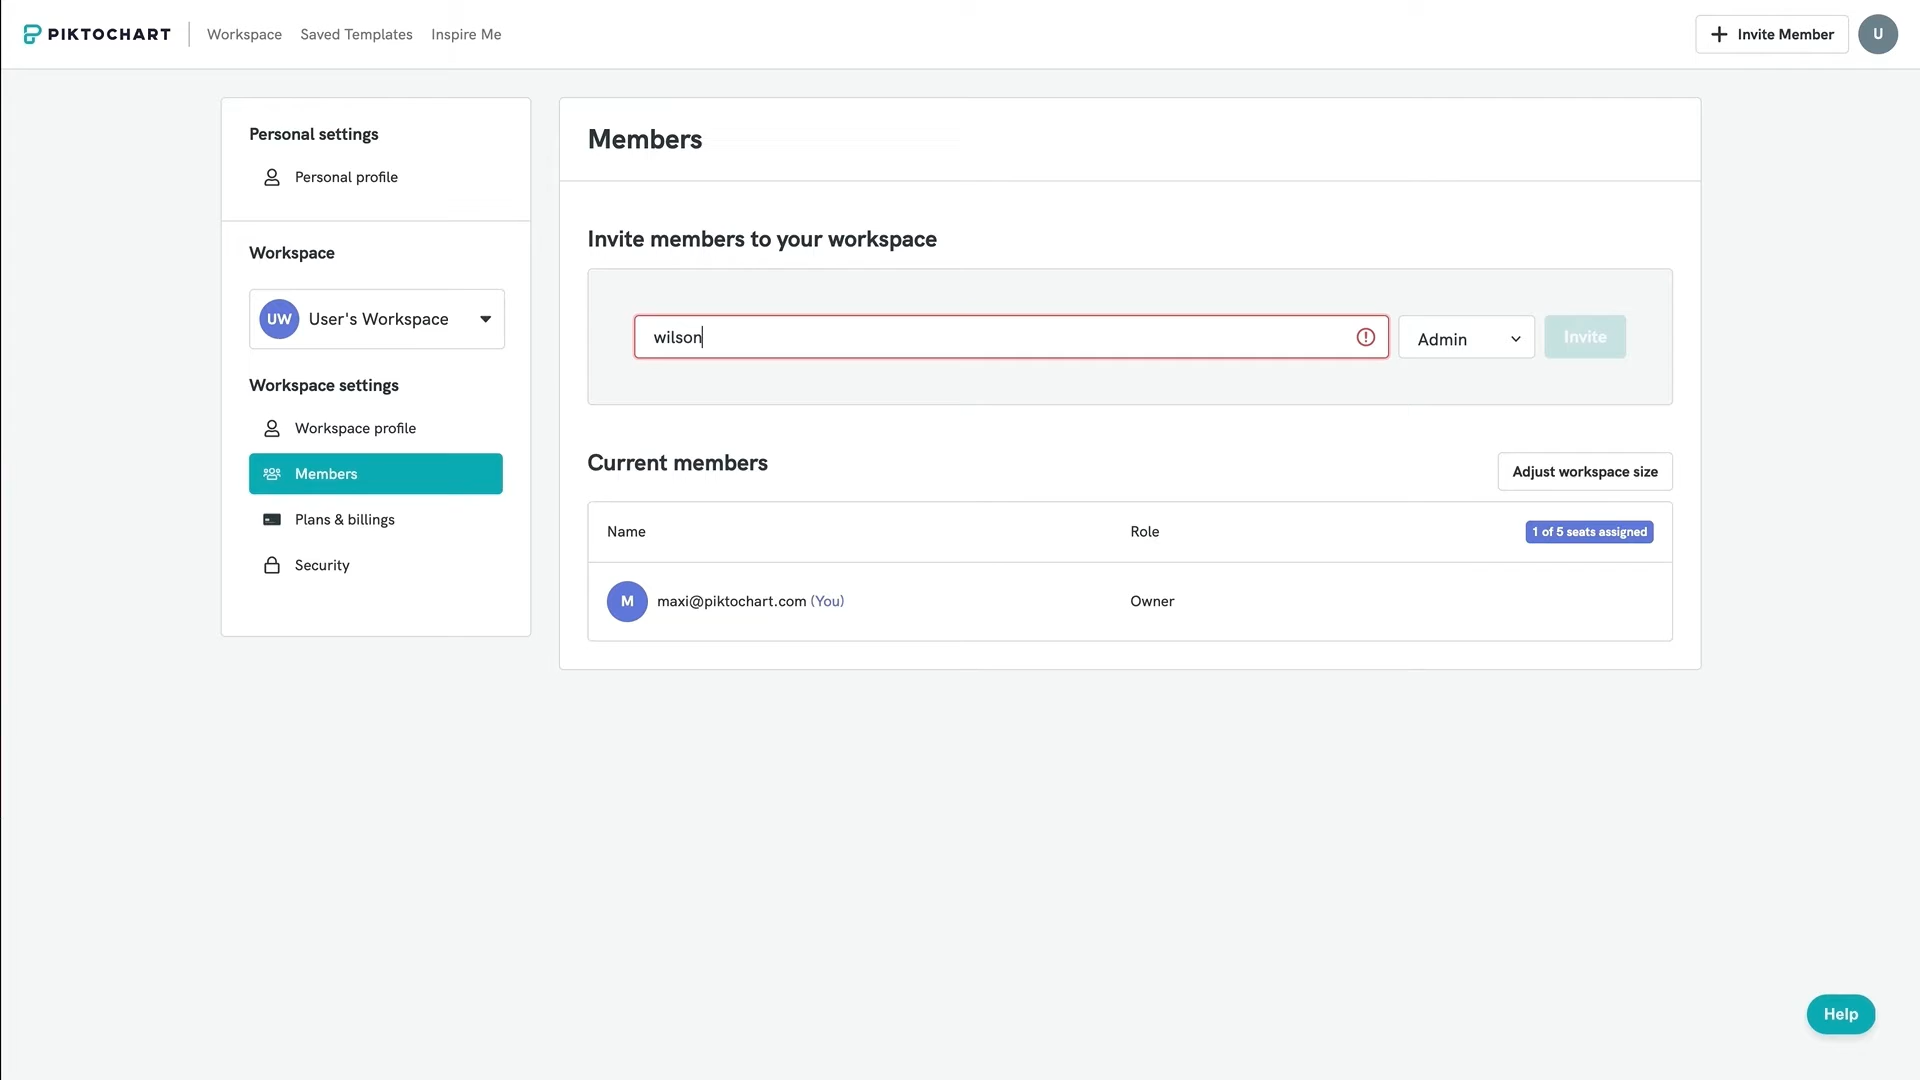 PIKTOCHART
Workspace
Saved Templates
Inspire Me
Invite Member
U
Personal settings
Personal profile
Workspace
UW User's Workspace
Workspace settings
Workspace profile
Members
Plans & billings
Security
Members
Invite members to your workspace
wilson
Admin
Invite
Current members
Adjust workspace size
Name
Role
1 of 5 seats assigned
M
maxi@piktochart.com (You)
Owner
Help